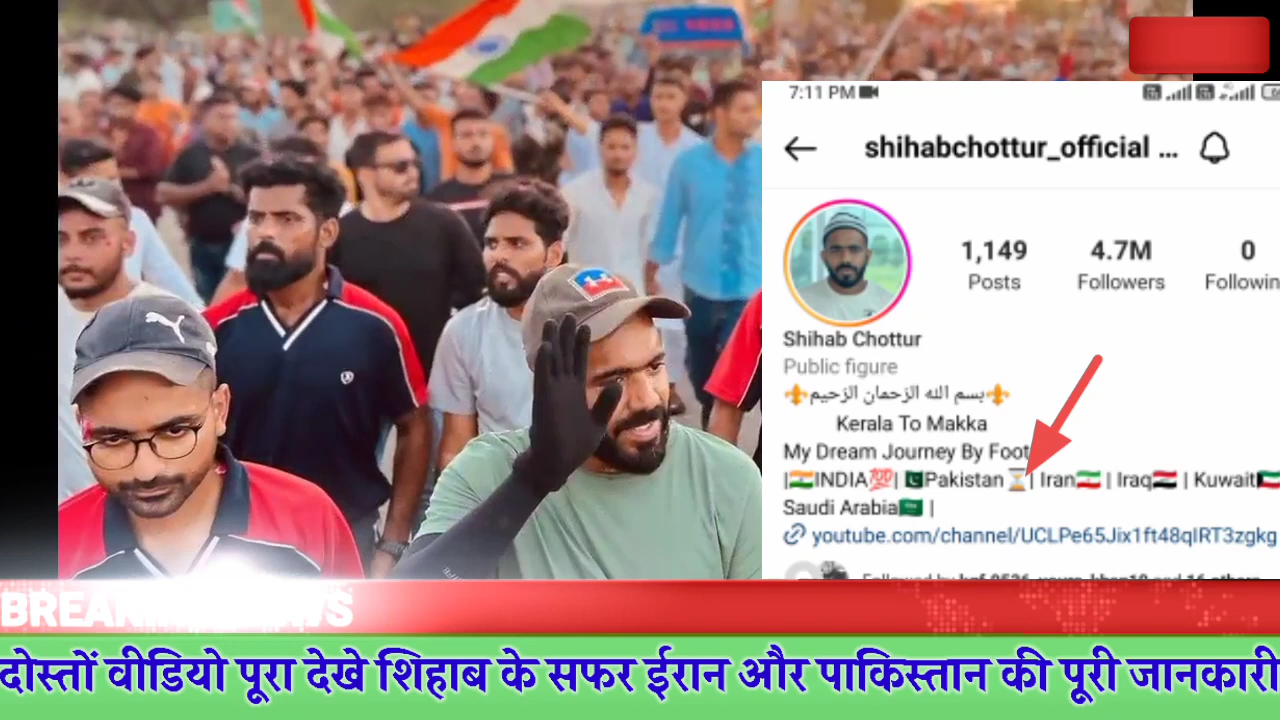 7:11 PM
shihabchottur_official ...
1,149
4.7M
0
Posts
Followers
Followin
Shihab Chottur
Public figure
⚜️بسم الله الرحمان الرحيم⚜️
Kerala To Makka
My Dream Journey By Foot
|🇮🇳INDIA💯| 🇵🇰Pakistan⏳| Iran🇮🇷 | Iraq🇮🇶 | Kuwait🇰🇼
Saudi Arabia🇸🇦 |
youtube.com/channel/UCLPe65Jix1ft48qIRT3zgkg
दोस्तों वीडियो पूरा देखे शिहाब के सफर ईरान और पाकिस्तान की पूरी जानकारी